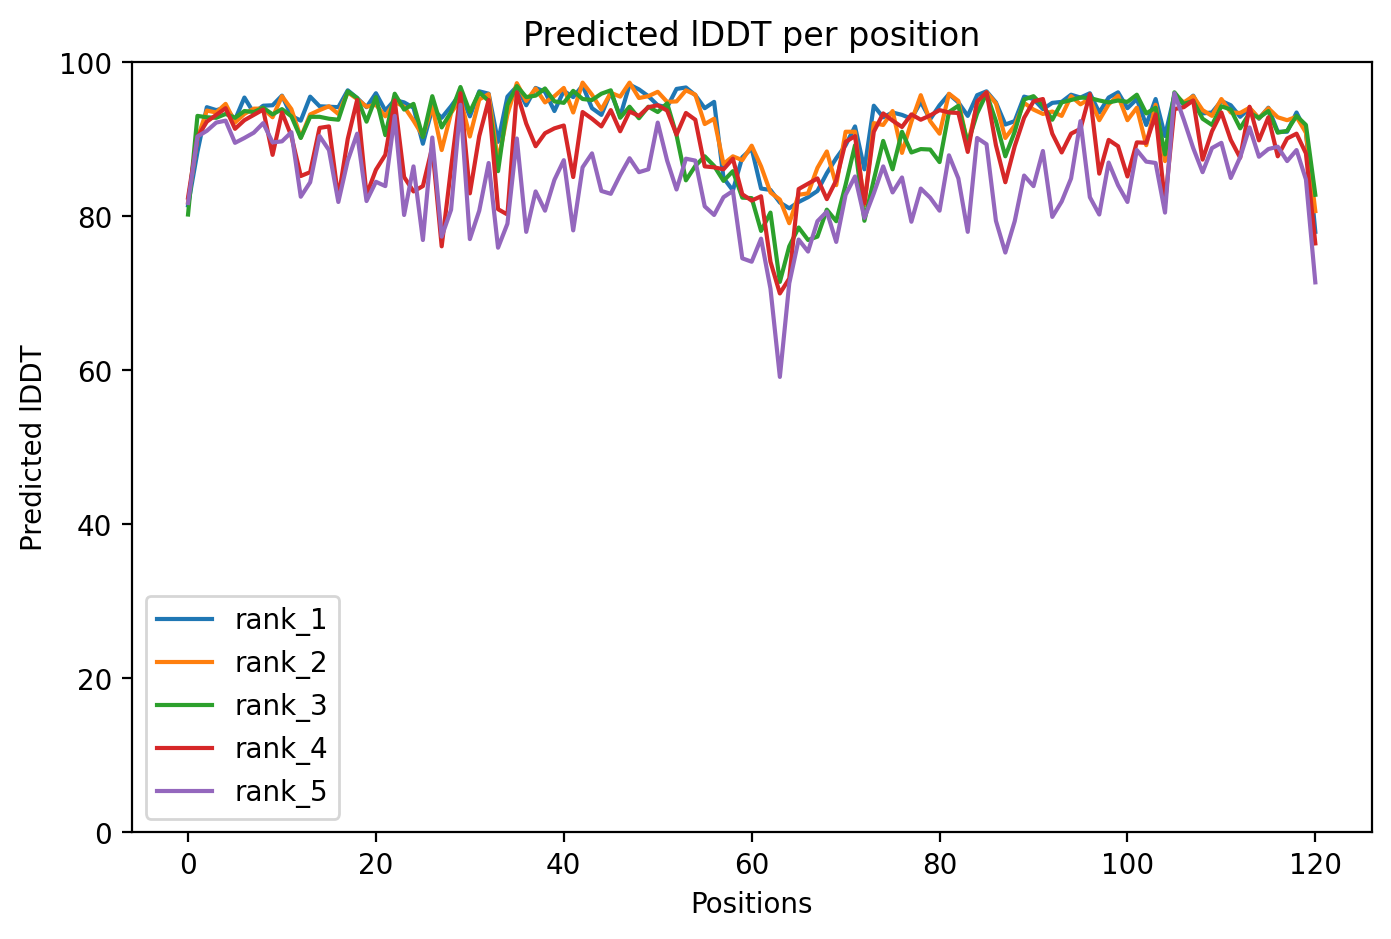 Predicted lDDT per position
100
80
60
40
20
0
Predicted lDDT
rank_1
rank_2
rank_3
rank_4
rank_5
0 20 40 60 80 100 120
Positions